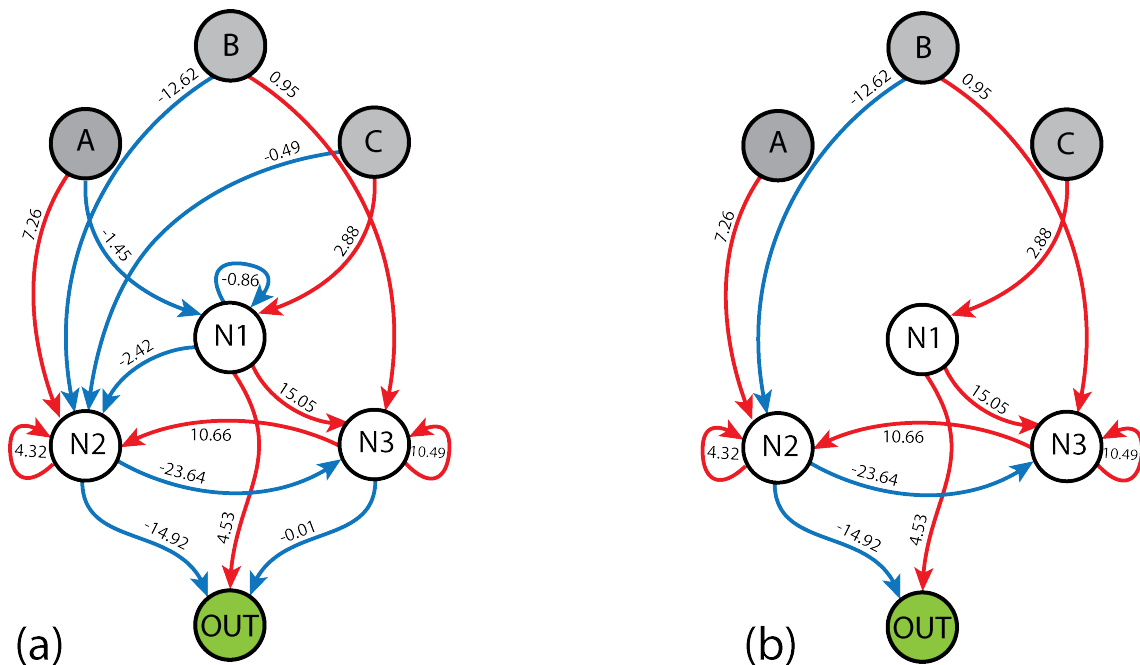 B
-12.62
0.95
A
C
-0.49
7.26
-1.45
2.88
-0.86
N1
-2.42
15.05
N2
10.66
N3
4.32
10.49
-23.64
-14.92
4.53
-0.01
OUT
(a)
B
-12.62
0.95
A
C
7.26
2.88
N1
15.05
N2
10.66
N3
4.32
10.49
-23.64
-14.92
4.53
OUT
(b)